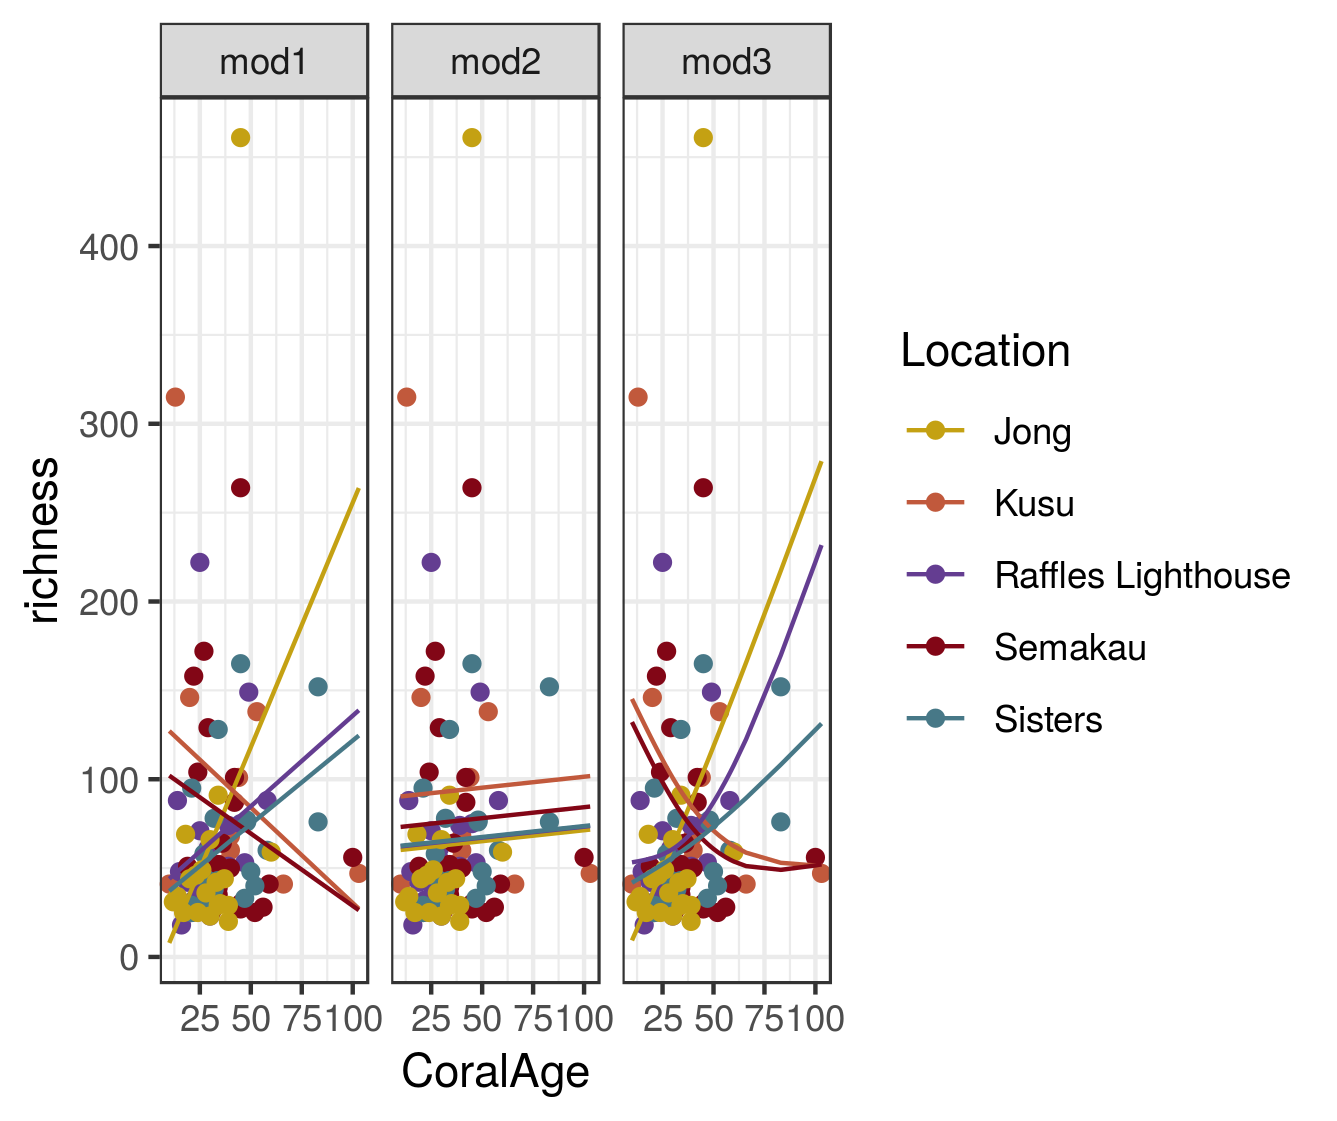 mod1 mod2 mod3
400
300
200
100
0
richness
25 50 75 100 25 50 75 100 25 50 75 100
CoralAge
Location
Jong
Kusu
Raffles Lighthouse
Semakau
Sisters